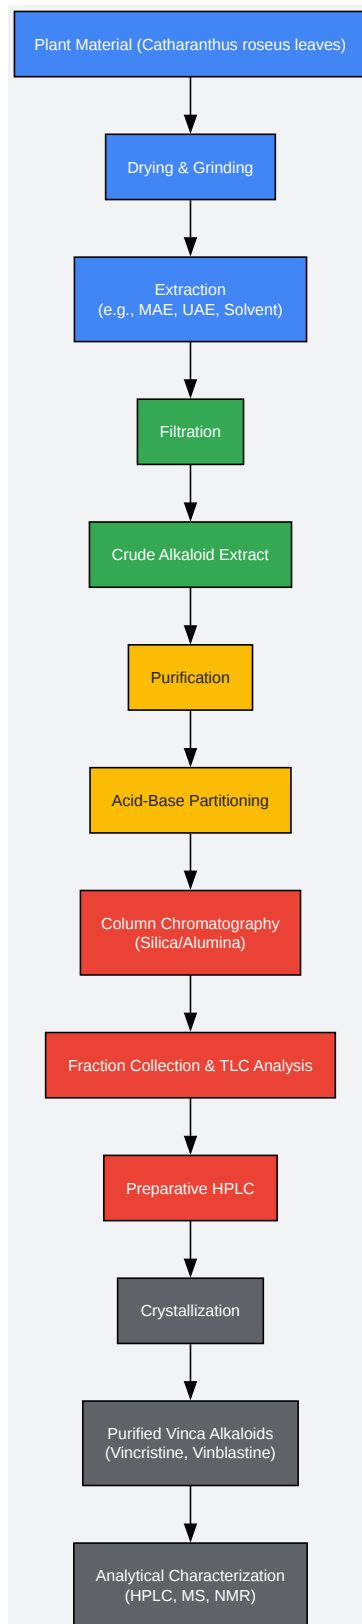 Plant Material (Catharanthus roseus leaves)
Drying & Grinding
Extraction
(e.g., MAE, UAE, Solvent)
Filtration
Crude Alkaloid Extract
Purification
Acid-Base Partitioning
Column Chromatography
(Silica/Alumina)
Fraction Collection & TLC Analysis
Preparative HPLC
Crystallization
Purified Vinca Alkaloids
(Vincristine, Vinblastine)
Analytical Characterization
(HPLC, MS, NMR)